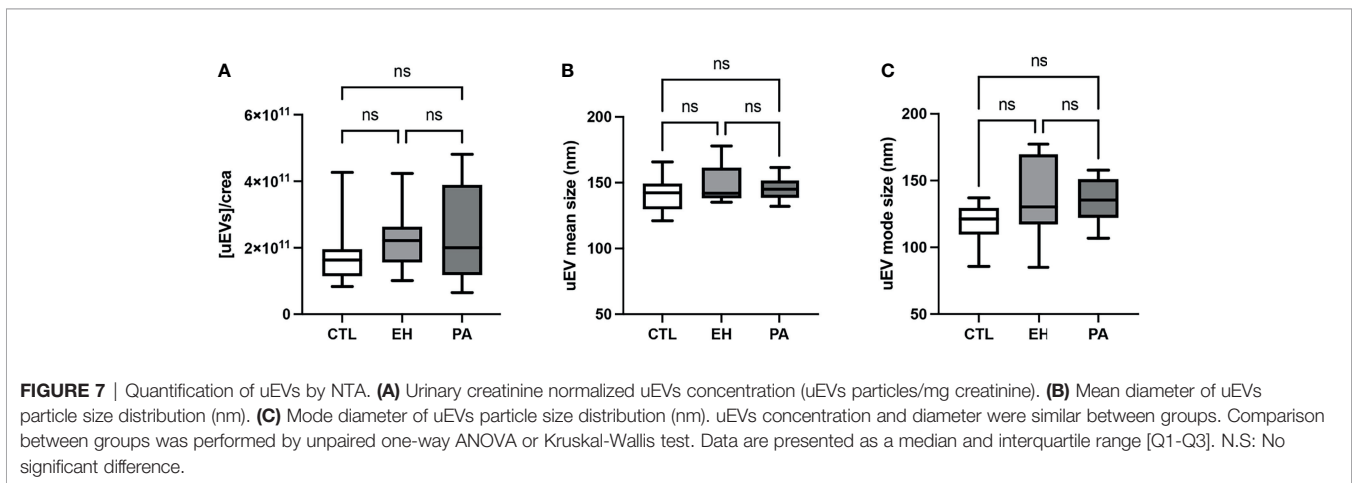 A
ns
ns
ns
[uEVs]/crea
6×10¹¹
4×10¹¹
2×10¹¹
0
CTL EH PA
B
ns
ns
ns
uEV mean size (nm)
200
150
100
50
CTL EH PA
C
ns
ns
ns
uEV mode size (nm)
200
150
100
50
CTL EH PA
FIGURE 7 | Quantification of uEVs by NTA. (A) Urinary creatinine normalized uEVs concentration (uEVs particles/mg creatinine). (B) Mean diameter of uEVs
particle size distribution (nm). (C) Mode diameter of uEVs particle size distribution (nm). uEVs concentration and diameter were similar between groups. Comparison
between groups was performed by unpaired one-way ANOVA or Kruskal-Wallis test. Data are presented as a median and interquartile range [Q1-Q3]. N.S: No
significant difference.